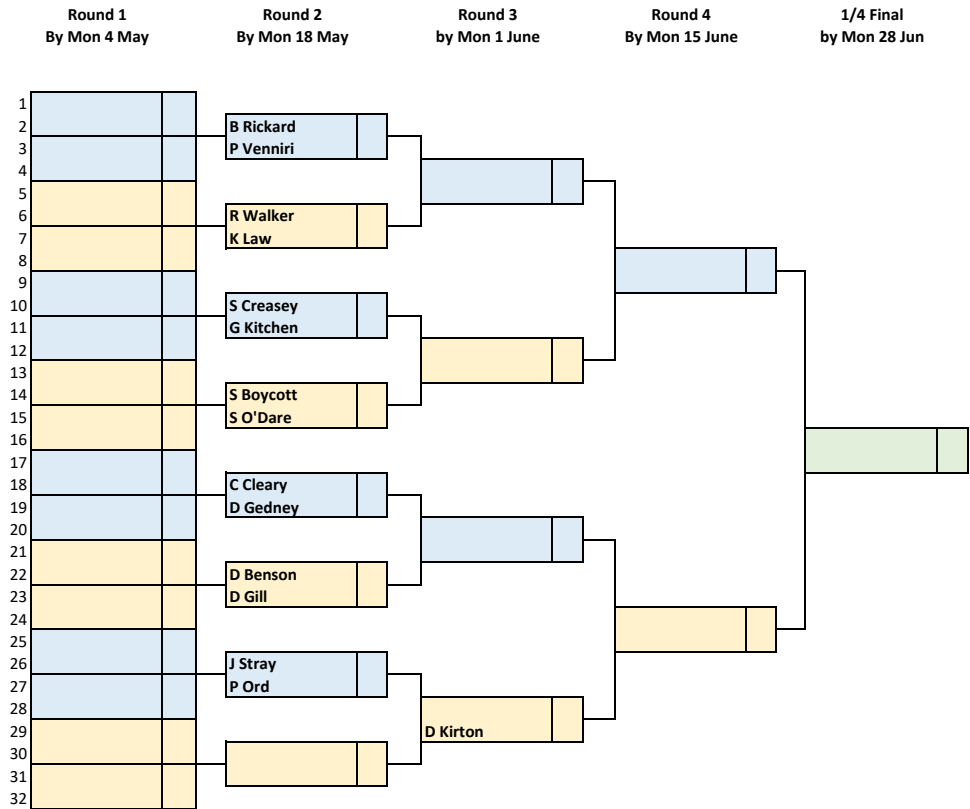 Round 1 Round 2 Round 3 Round 4 1/4 Final
By Mon 4 May By Mon 18 May by Mon 1 June By Mon 15 June by Mon 28 Jun
1
2 B Rickard
3 P Venniri
4
5
6 R Walker
7 K Law
8
9
10 S Creasey
11 G Kitchen
12
13
14 S Boycott
15 S O'Dare
16
17
18 C Cleary
19 D Gedney
20
21
22 D Benson
23 D Gill
24
25
26 J Stray
27 P Ord
28
29 D Kirton
30
31
32